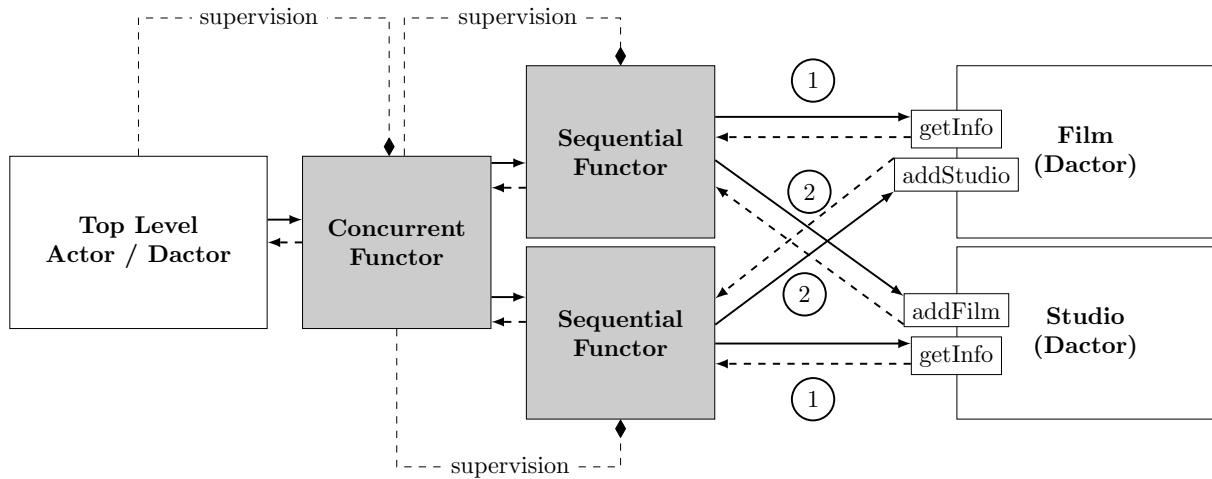 supervision
supervision
1
Sequential
Functor
getInfo
Film
(Dactor)
addStudio
2
Top Level
Actor / Dactor
Concurrent
Functor
2
Sequential
Functor
addFilm
Studio
(Dactor)
getInfo
1
supervision